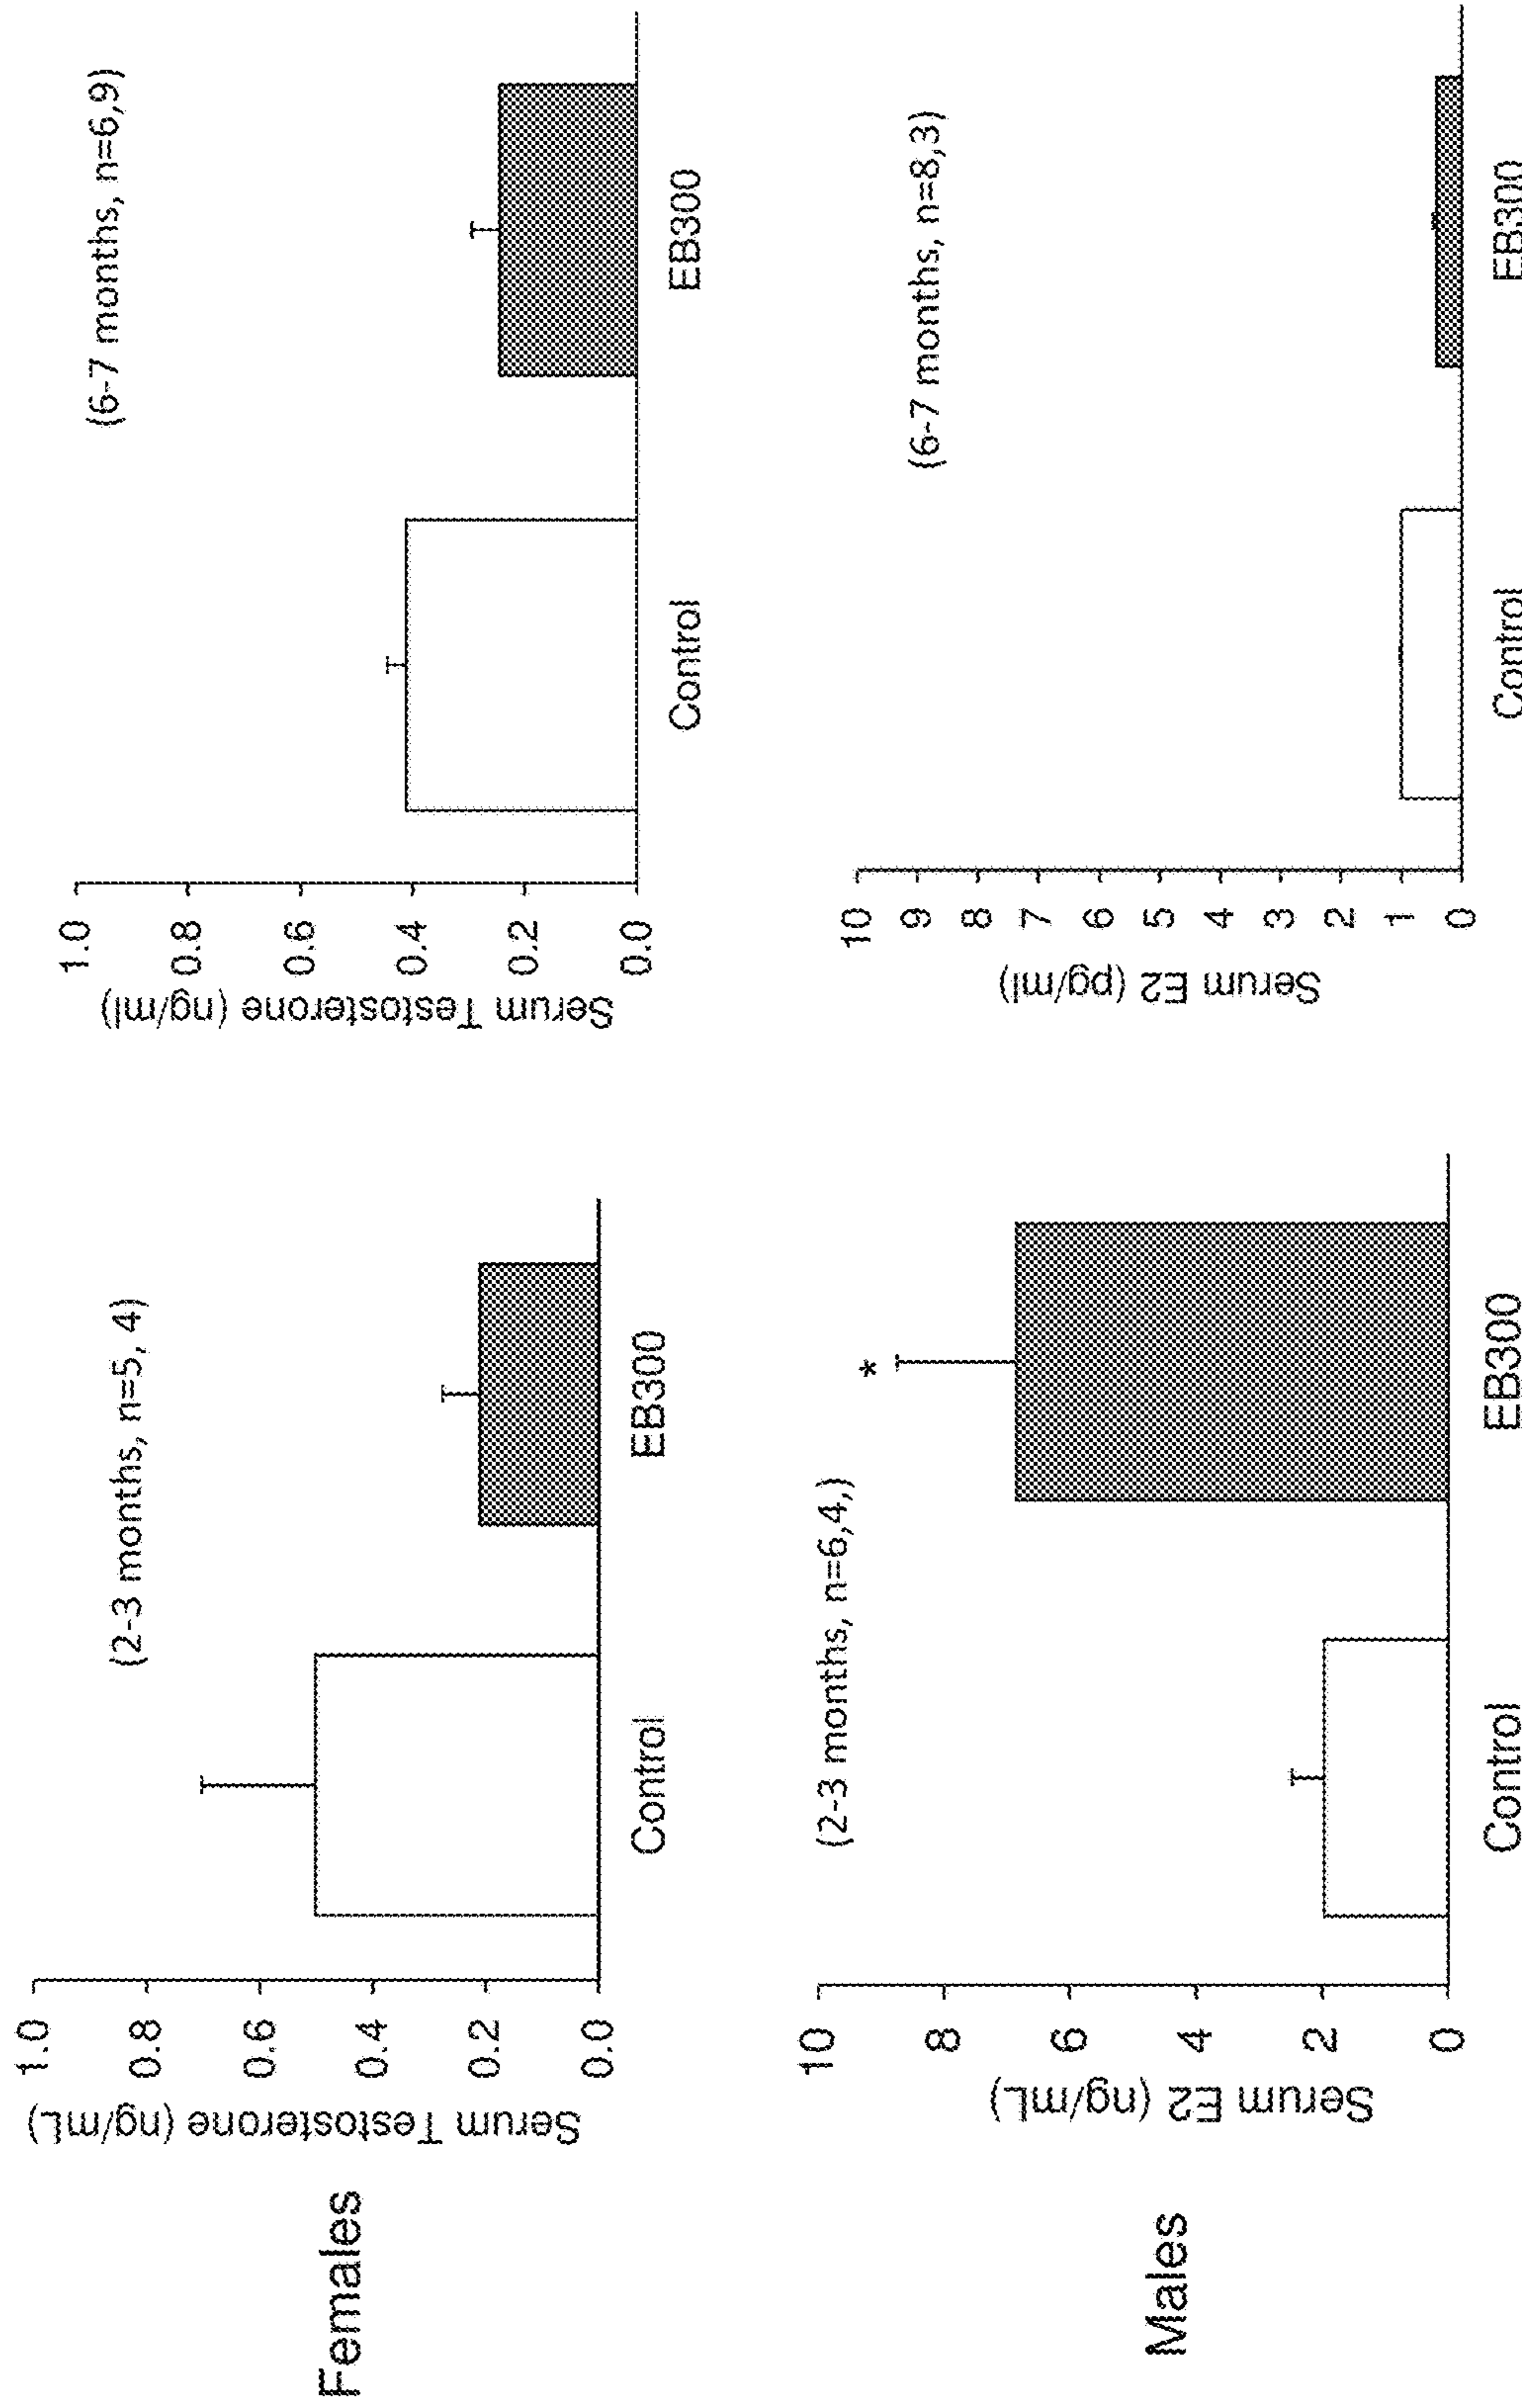 Females
Serum Testosterone (ng/mL)
1.0
0.8
0.6
0.4
0.2
0.0
(2-3 months, n=5, 4)
Control
EB300
Serum Testosterone (ng/ml)
1.0
0.8
0.6
0.4
0.2
0.0
(6-7 months, n=6,9)
Control
EB300
Males
Serum E2 (ng/mL)
10
8
6
4
2
0
(2-3 months, n=6,4,)
*
Control
EB300
Serum E2 (pg/ml)
10
9
8
7
6
5
4
3
2
1
0
(6-7 months, n=8,3)
Control
EB300